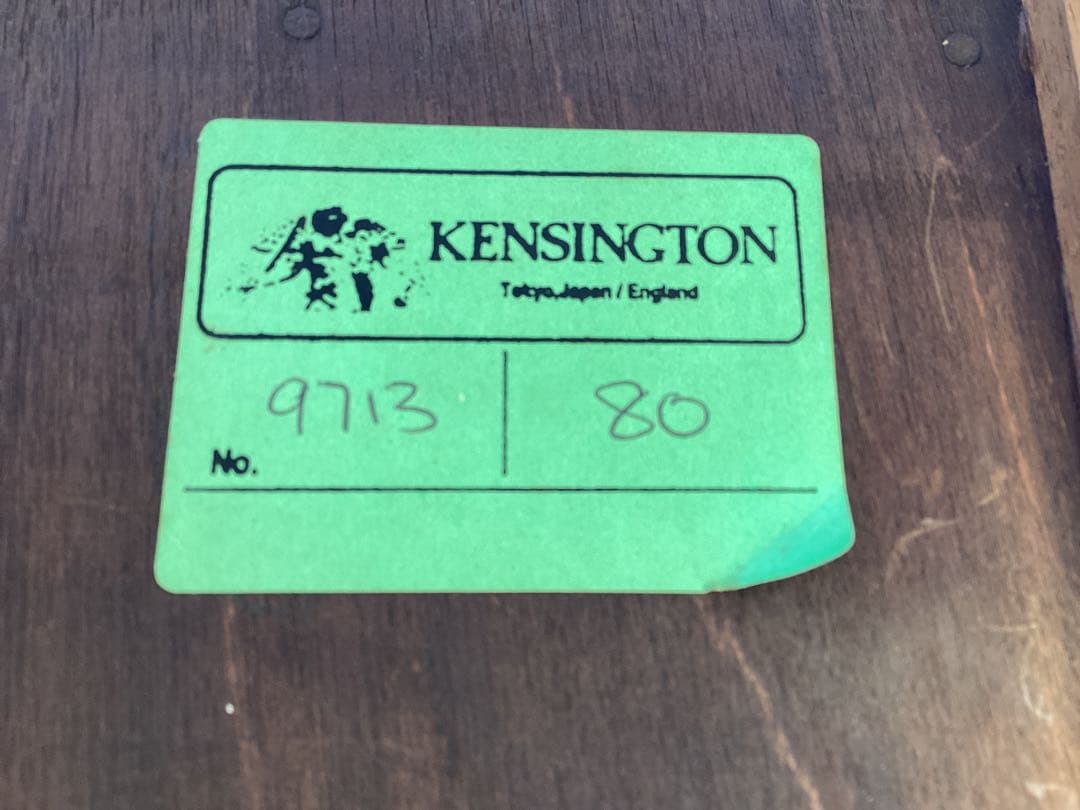 KENSINGTON
Tokyo.Japan / England
9713 80
No.